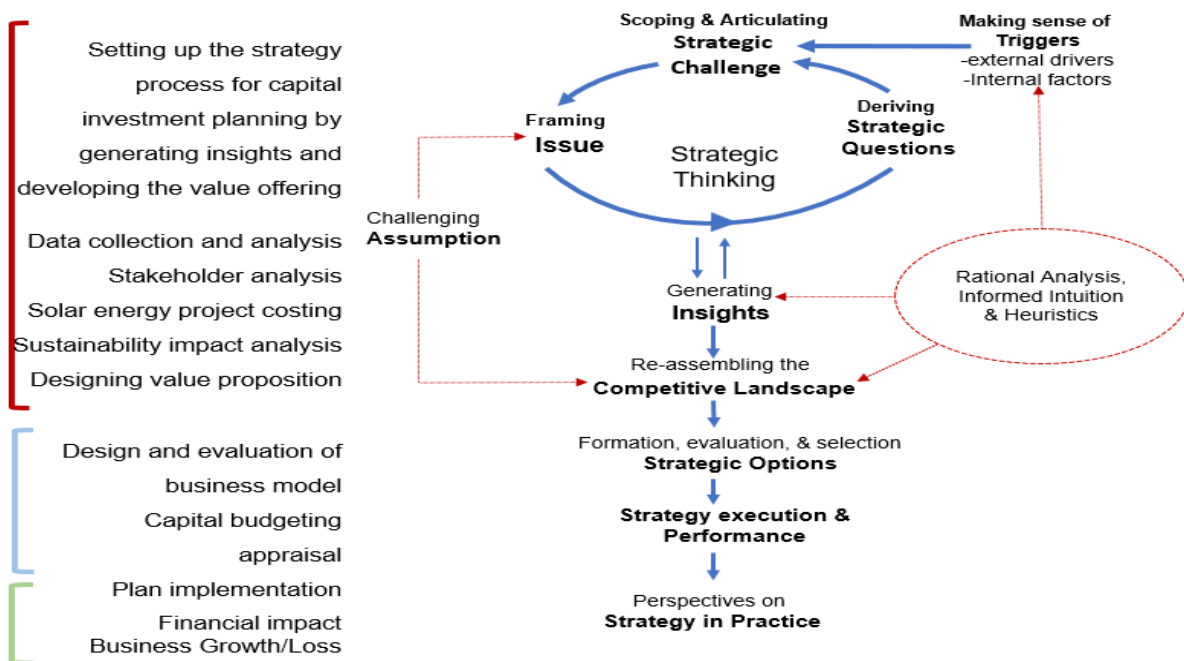 Setting up the strategy
process for capital
investment planning by
generating insights and
developing the value offering
Data collection and analysis
Stakeholder analysis
Solar energy project costing
Sustainability impact analysis
Designing value proposition
Design and evaluation of
business model
Capital budgeting
appraisal
Plan implementation
Financial impact
Business Growth/Loss
Scoping & Articulating
Strategic
Challenge
Making sense of
Triggers
-external drivers
-Internal factors
Framing
Issue
Deriving
Strategic
Questions
Strategic
Thinking
Challenging
Assumption
Generating
Insights
Rational Analysis,
Informed Intuition
& Heuristics
Re-assembling the
Competitive Landscape
Formation, evaluation, & selection
Strategic Options
Strategy execution &
Performance
Perspectives on
Strategy in Practice